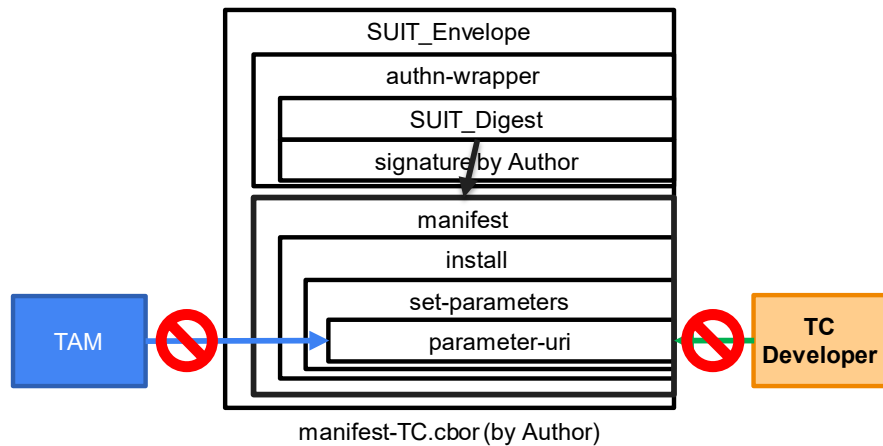 SUIT_Envelope
authn-wrapper
SUIT_Digest
signature by Author
manifest
install
set-parameters
parameter-uri
TAM
TC
Developer
manifest-TC.cbor (by Author)